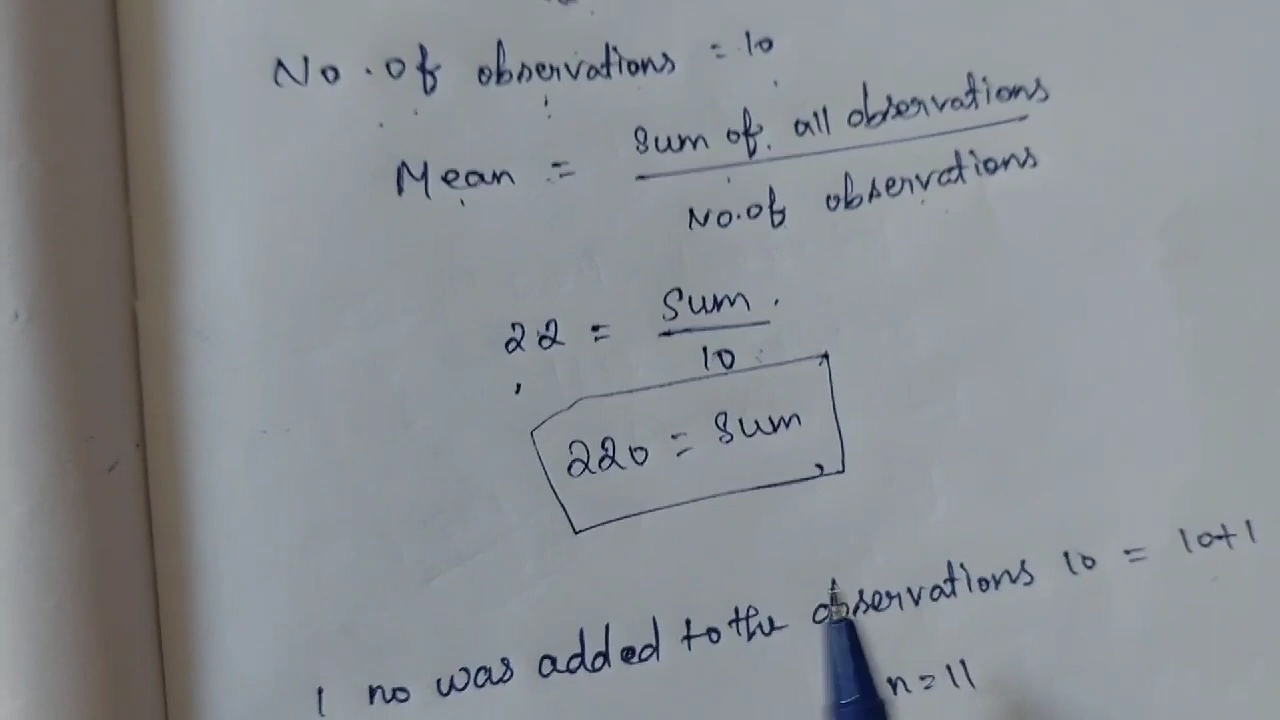 No. of observations = 10
Mean = sum of all observations
No. of observations
22 = sum
10
220 = sum
1 no was added to the observations 10 = 10+1
n = 11